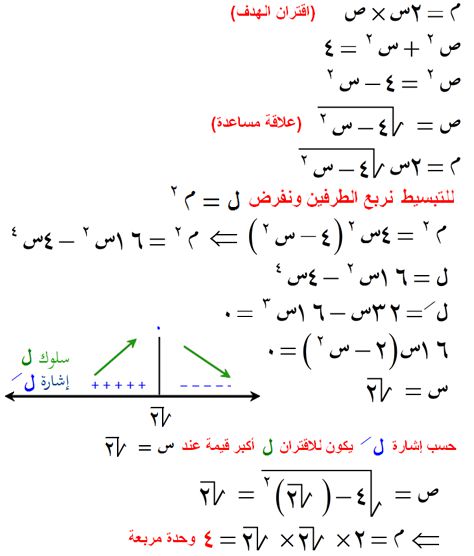 م = ٢س × ص (اقتران الهدف)
ص٢ + س٢ = ٤
ص٢ = ٤ – س٢
ص = √(٤ – س٢) (علاقة مساعدة)
م = ٢س √(٤ – س٢)
للتبسيط نربع الطرفين ونفرض ل = م٢
م٢ = ٤س٢ (٤ – س٢) ⇐ م٢ = ١٦س٢ – ٤س٤
ل = ١٦س٢ – ٤س٤
لَ = ٣٢س – ١٦س٣ = ٠
١٦س(٢ – س٢) = ٠
س = √٢
٠
سلوك ل
إشارة لَ +++++ – – – – – –
√٢
حسب إشارة لَ يكون للاقتران ل أكبر قيمة عند س = √٢
ص = √(٤ – (√٢)٢) = √٢
⇐ م = ٢ × √٢ × √٢ = ٤ وحدة مربعة